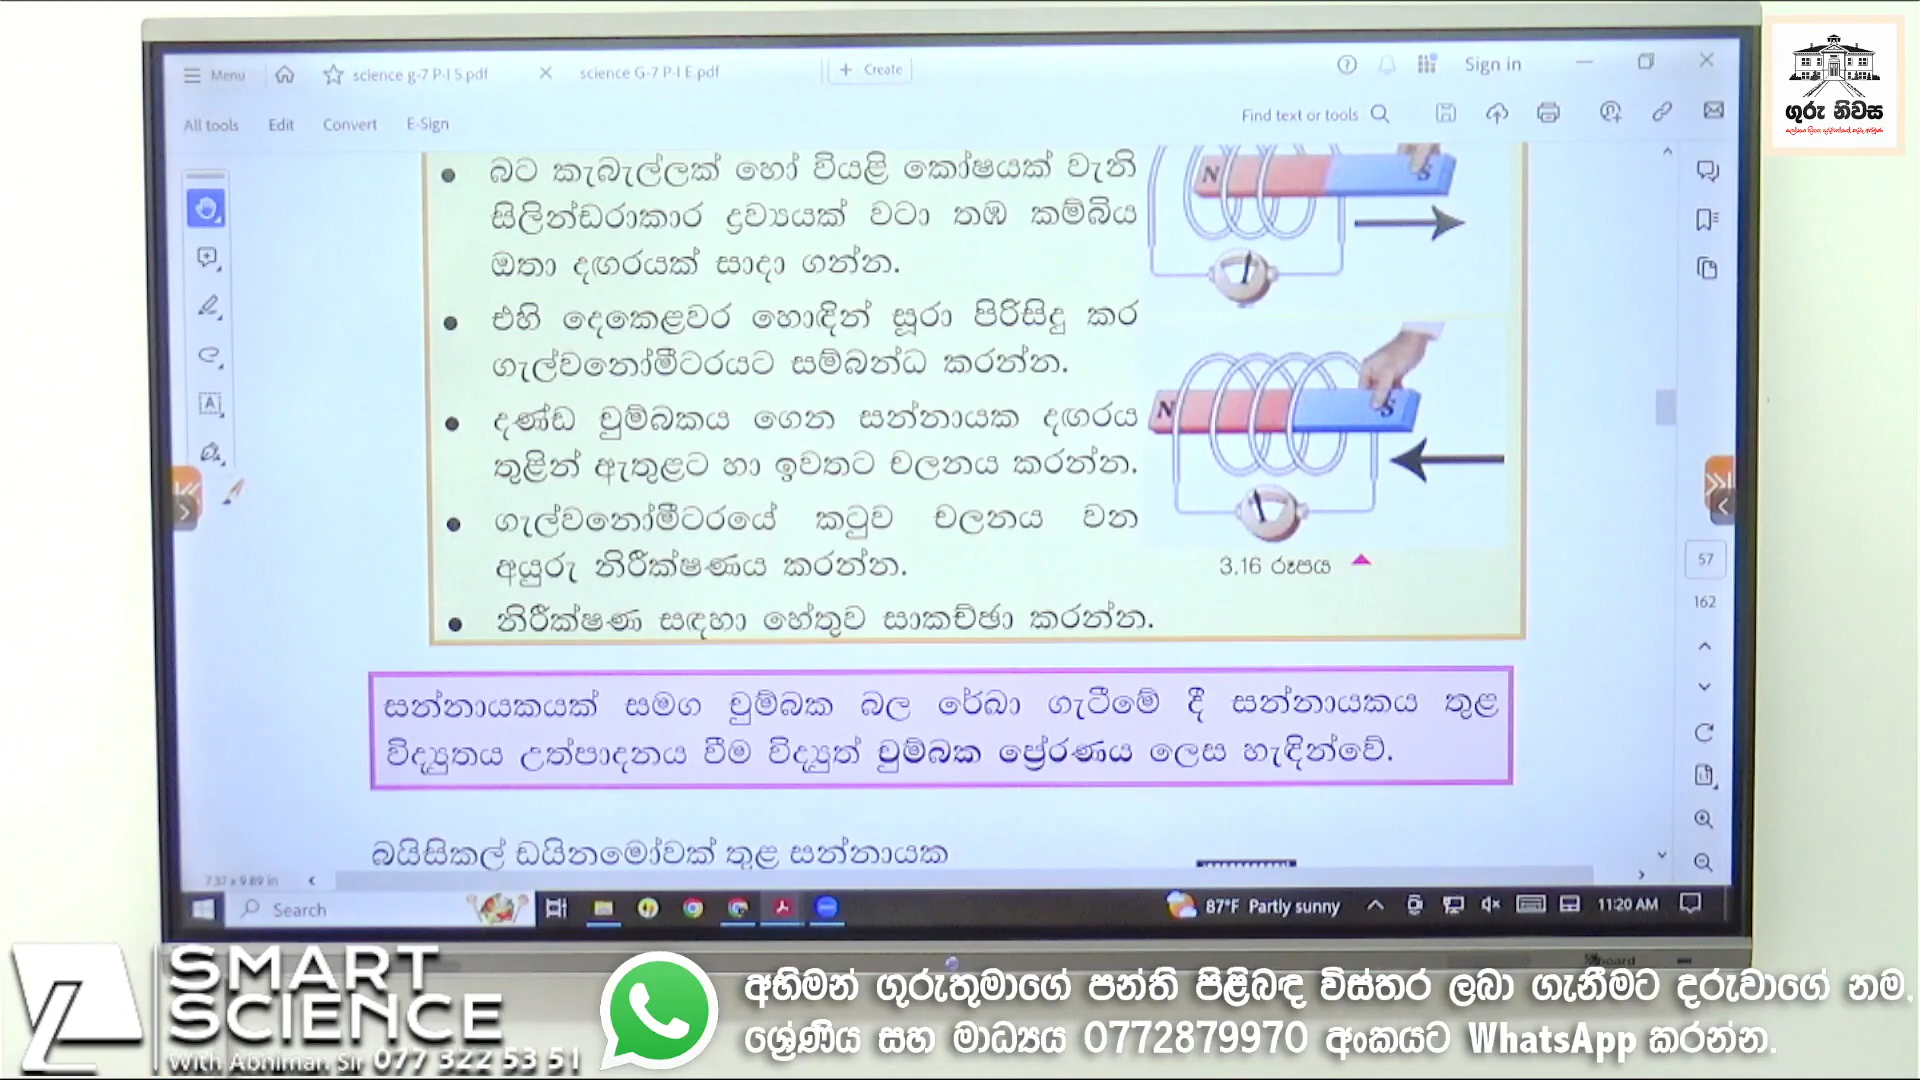 Menu
science g-7 P-I S.pdf
science G-7 P-I E.pdf
+ Create
Sign in
All tools
Edit
Convert
E-Sign
Find text or tools
ගුරු නිවස
• බට කැබැල්ලක් හෝ වියළි කෝෂයක් වැනි
සිලින්ඩරාකාර ද්‍රව්‍යයක් වටා තඹ කම්බිය
ඔතා දඟරයක් සාදා ගන්න.
• එහි දෙකෙළවර හොඳින් සූරා පිරිසිදු කර
ගැල්වනෝමීටරයට සම්බන්ධ කරන්න.
• දණ්ඩ චුම්බකය ගෙන සන්නායක දඟරය
තුළින් ඇතුළට හා ඉවතට චලනය කරන්න.
• ගැල්වනෝමීටරයේ කටුව චලනය වන
අයුරු නිරීක්ෂණය කරන්න.
• නිරීක්ෂණ සඳහා හේතුව සාකච්ඡා කරන්න.
N
S
N
S
3.16 රූපය
57
162
සන්නායකයක් සමග චුම්බක බල රේඛා ගැටීමේ දී සන්නායකය තුළ
විද්‍යුතය උත්පාදනය වීම විද්‍යුත් චුම්බක ප්‍රේරණය ලෙස හැඳින්වේ.
බයිසිකල් ඩයිනමෝවක් තුළ සන්නායක
7.37 x 9.89 in
Search
87°F Partly sunny
11:20 AM
SMART
SCIENCE
With Abhiman Sir 077 322 53 51
අභිමන් ගුරුතුමාගේ පන්ති පිළිබඳ විස්තර ලබා ගැනීමට දරුවාගේ නම,
ශ්‍රේණිය සහ මාධ්‍යය 0772879970 අංකයට WhatsApp කරන්න.